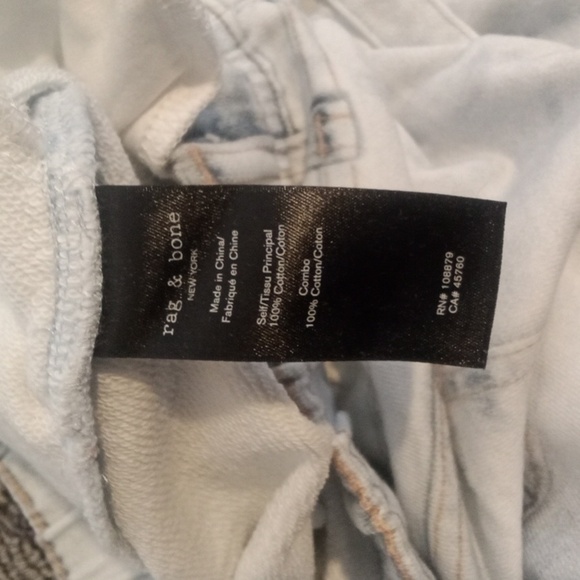 rag & bone
NEW YORK
Made in China/
Fabriqué en Chine
Self/Tissu Principal
100% Cotton/Coton
Combo
100% Cotton/Coton
RN# 108879
CA# 45760